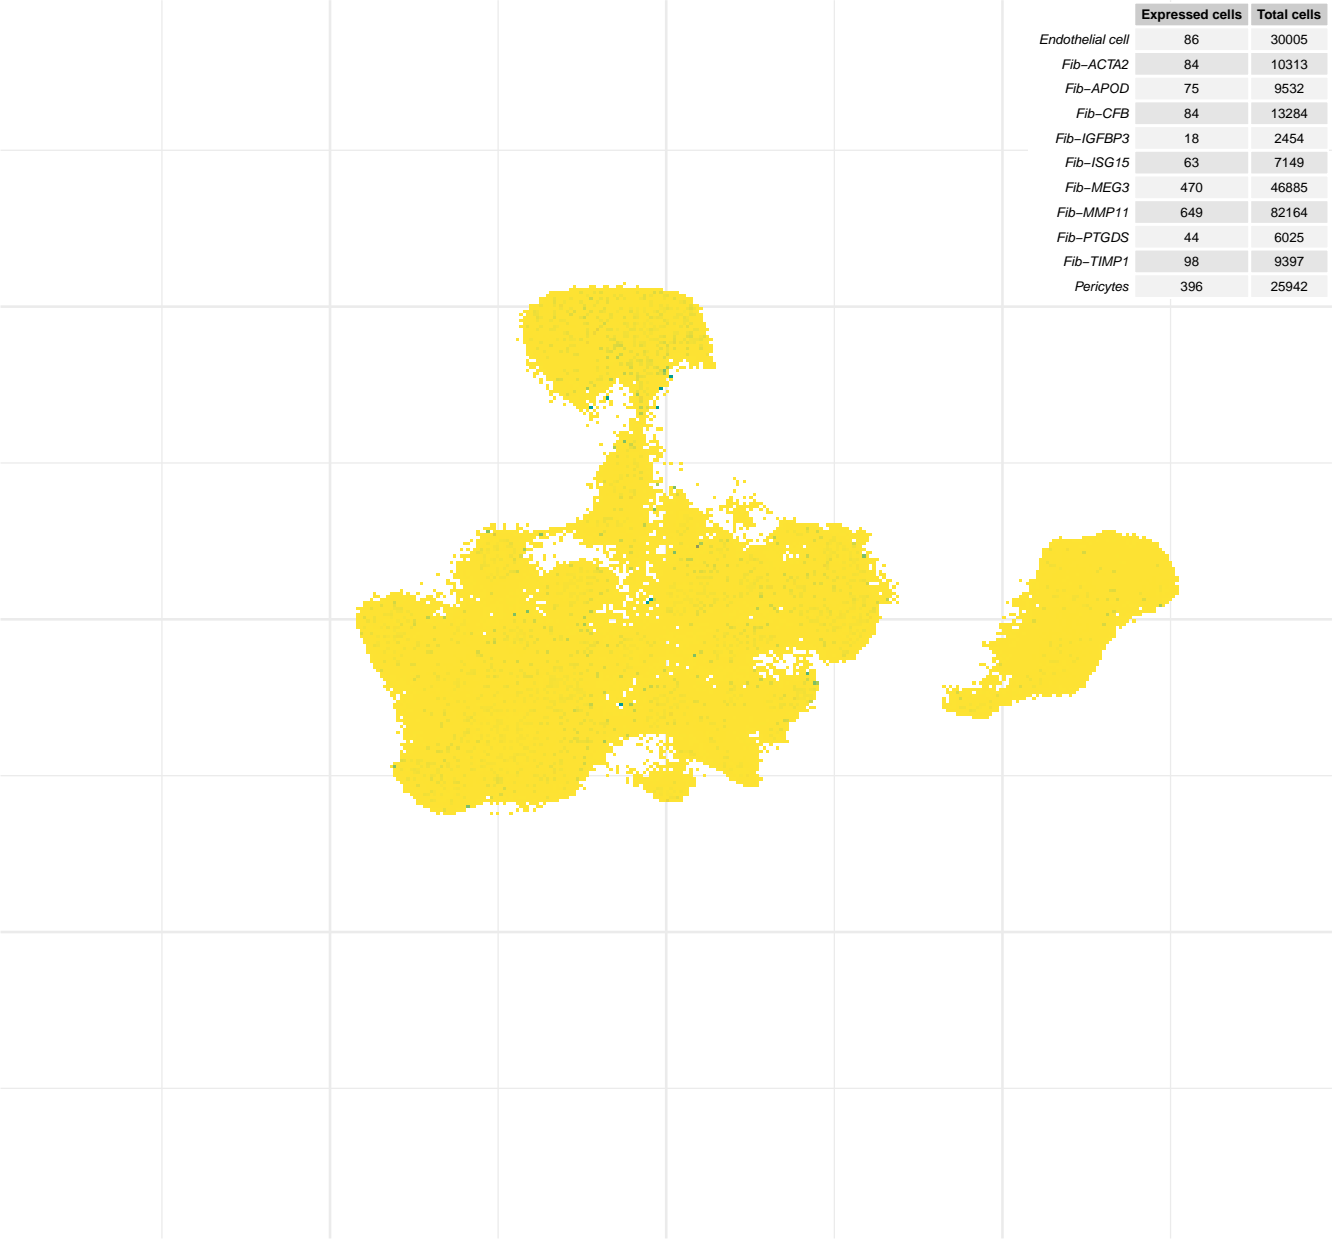 Expressed cells Total cells
Endothelial cell 86 30005
Fib−ACTA2 84 10313
Fib−APOD 75 9532
Fib−CFB 84 13284
Fib−IGFBP3 18 2454
Fib−ISG15 63 7149
Fib−MEG3 470 46885
Fib−MMP11 649 82164
Fib−PTGDS 44 6025
Fib−TIMP1 98 9397
Pericytes 396 25942